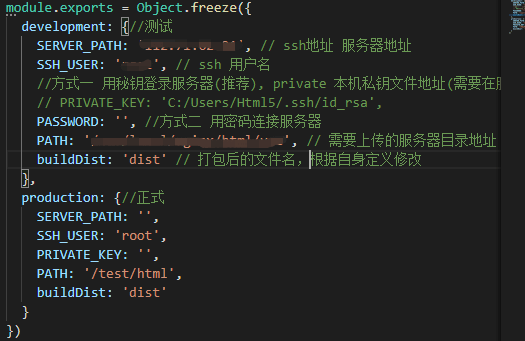 module.exports = Object.freeze({
development: {//测试
SERVER_PATH: ' ', // ssh地址 服务器地址
SSH_USER: ' ', // ssh 用户名
//方式一 用秘钥登录服务器(推荐), private 本机私钥文件地址(需要在服
// PRIVATE_KEY: 'C:/Users/Html5/.ssh/id_rsa',
PASSWORD: '', //方式二 用密码连接服务器
PATH: ' ', // 需要上传的服务器目录地址
buildDist: 'dist' // 打包后的文件名，根据自身定义修改
},
production: {//正式
SERVER_PATH: '',
SSH_USER: 'root',
PRIVATE_KEY: '',
PATH: '/test/html',
buildDist: 'dist'
}
})